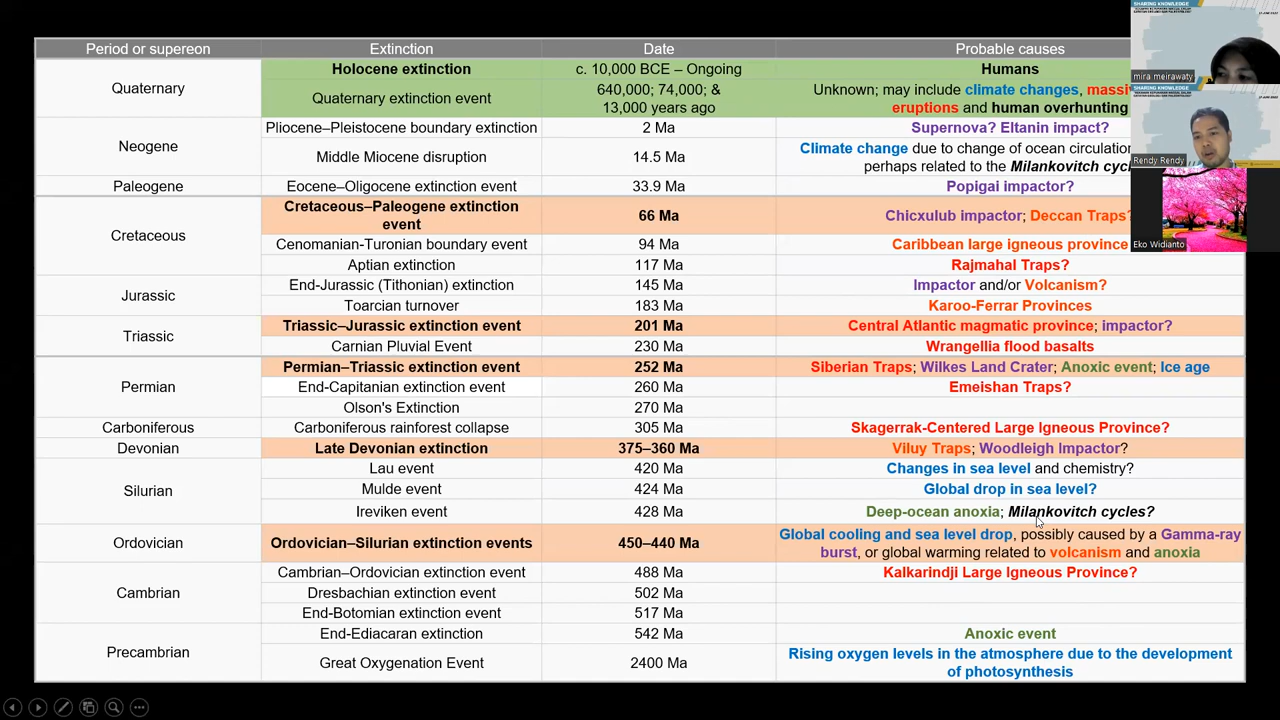 Period or supereon Extinction Date Probable causes
Quaternary
Holocene extinction c. 10,000 BCE – Ongoing Humans
Quaternary extinction event 640,000; 74,000; & 13,000 years ago
Unknown; may include climate changes,
eruptions and human overhunting
Neogene
Pliocene–Pleistocene boundary extinction 2 Ma Supernova? Eltanin impact?
Middle Miocene disruption 14.5 Ma
Climate change due to change of ocean
perhaps related to the Milankovitch
Paleogene Eocene–Oligocene extinction event 33.9 Ma Popigai impactor?
Cretaceous
Cretaceous–Paleogene extinction
event
66 Ma Chicxulub impactor; Deccan Traps?
Cenomanian-Turonian boundary event 94 Ma Caribbean large igneous province
Aptian extinction 117 Ma Rajmahal Traps?
Jurassic
End-Jurassic (Tithonian) extinction 145 Ma Impactor and/or Volcanism?
Toarcian turnover 183 Ma Karoo-Ferrar Provinces
Triassic
Triassic–Jurassic extinction event 201 Ma Central Atlantic magmatic province; impactor?
Carnian Pluvial Event 230 Ma Wrangellia flood basalts
Permian
Permian–Triassic extinction event 252 Ma Siberian Traps; Wilkes Land Crater; Anoxic event; Ice age
End-Capitanian extinction event 260 Ma Emeishan Traps?
Olson's Extinction 270 Ma
Carboniferous Carboniferous rainforest collapse 305 Ma Skagerrak-Centered Large Igneous Province?
Devonian Late Devonian extinction 375–360 Ma Viluy Traps; Woodleigh Impactor?
Silurian
Lau event 420 Ma Changes in sea level and chemistry?
Mulde event 424 Ma Global drop in sea level?
Ireviken event 428 Ma Deep-ocean anoxia; Milankovitch cycles?
Ordovician Ordovician–Silurian extinction events 450–440 Ma
Global cooling and sea level drop, possibly caused by a Gamma-ray
burst, or global warming related to volcanism and anoxia
Cambrian
Cambrian–Ordovician extinction event 488 Ma Kalkarindji Large Igneous Province?
Dresbachian extinction event 502 Ma
End-Botomian extinction event 517 Ma
Precambrian
End-Ediacaran extinction 542 Ma Anoxic event
Great Oxygenation Event 2400 Ma
Rising oxygen levels in the atmosphere due to the development
of photosynthesis
SHARING KNOWLEDGE
mira meirawaty
SHARING KNOWLEDGE
Rendy Rendy
Eko Widianto